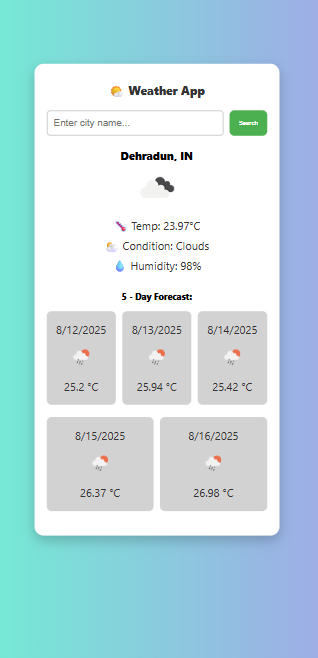 Weather App
Enter city name...
Search
Dehradun, IN
Temp: 23.97°C
Condition: Clouds
Humidity: 98%
5 - Day Forecast:
8/12/2025
25.2 °C
8/13/2025
25.94 °C
8/14/2025
25.42 °C
8/15/2025
26.37 °C
8/16/2025
26.98 °C